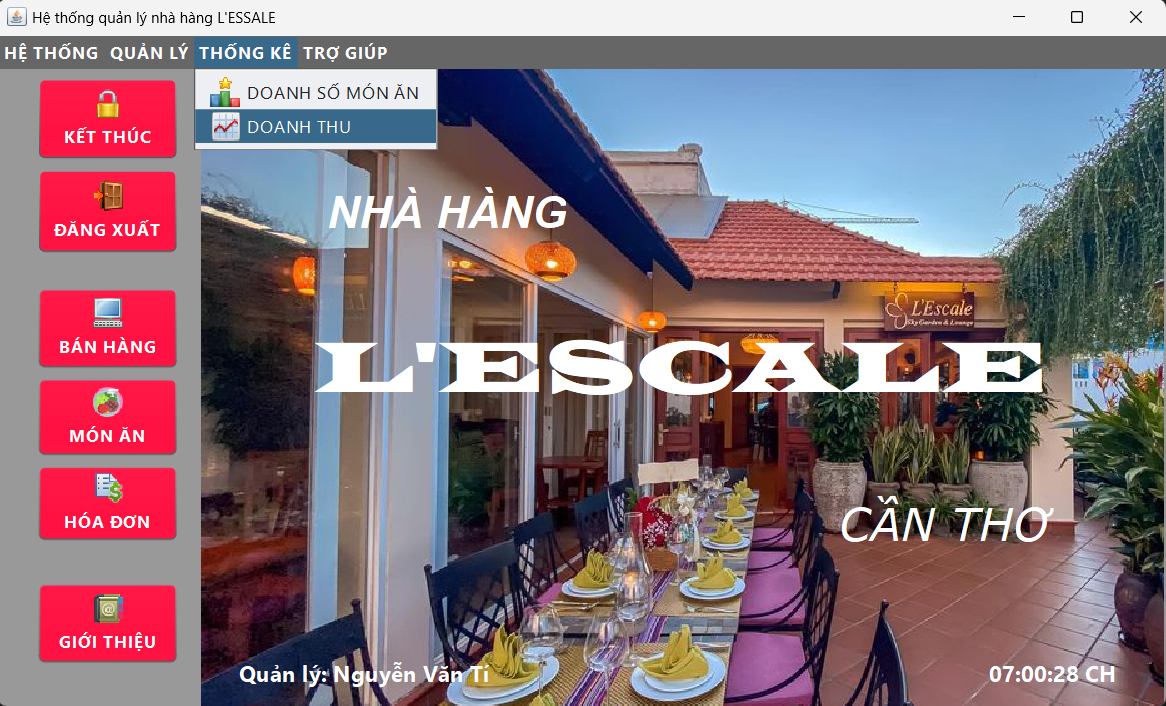 Hệ thống quản lý nhà hàng L'ESSALE
HỆ THỐNG QUẢN LÝ THỐNG KÊ TRỢ GIÚP
DOANH SỐ MÓN ĂN
DOANH THU
KẾT THÚC
ĐĂNG XUẤT
BÁN HÀNG
MÓN ĂN
HÓA ĐƠN
GIỚI THIỆU
NHÀ HÀNG
L'Escale
Sky Garden & Lounge
L'ESCALE
CẦN THƠ
Quản lý: Nguyễn Văn Tí
07:00:28 CH